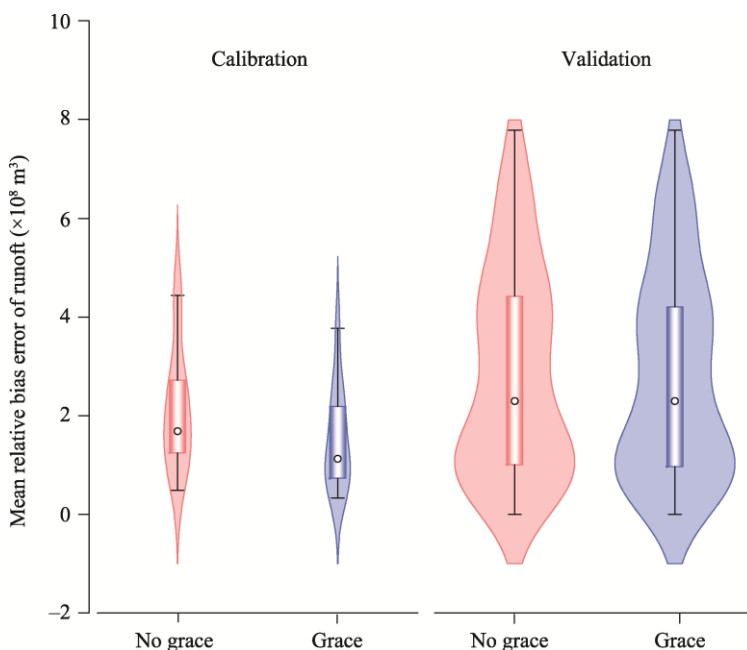 Mean relative bias error of runoft (×10⁸ m³)
10
8
6
4
2
0
–2
Calibration
Validation
No grace
Grace
No grace
Grace